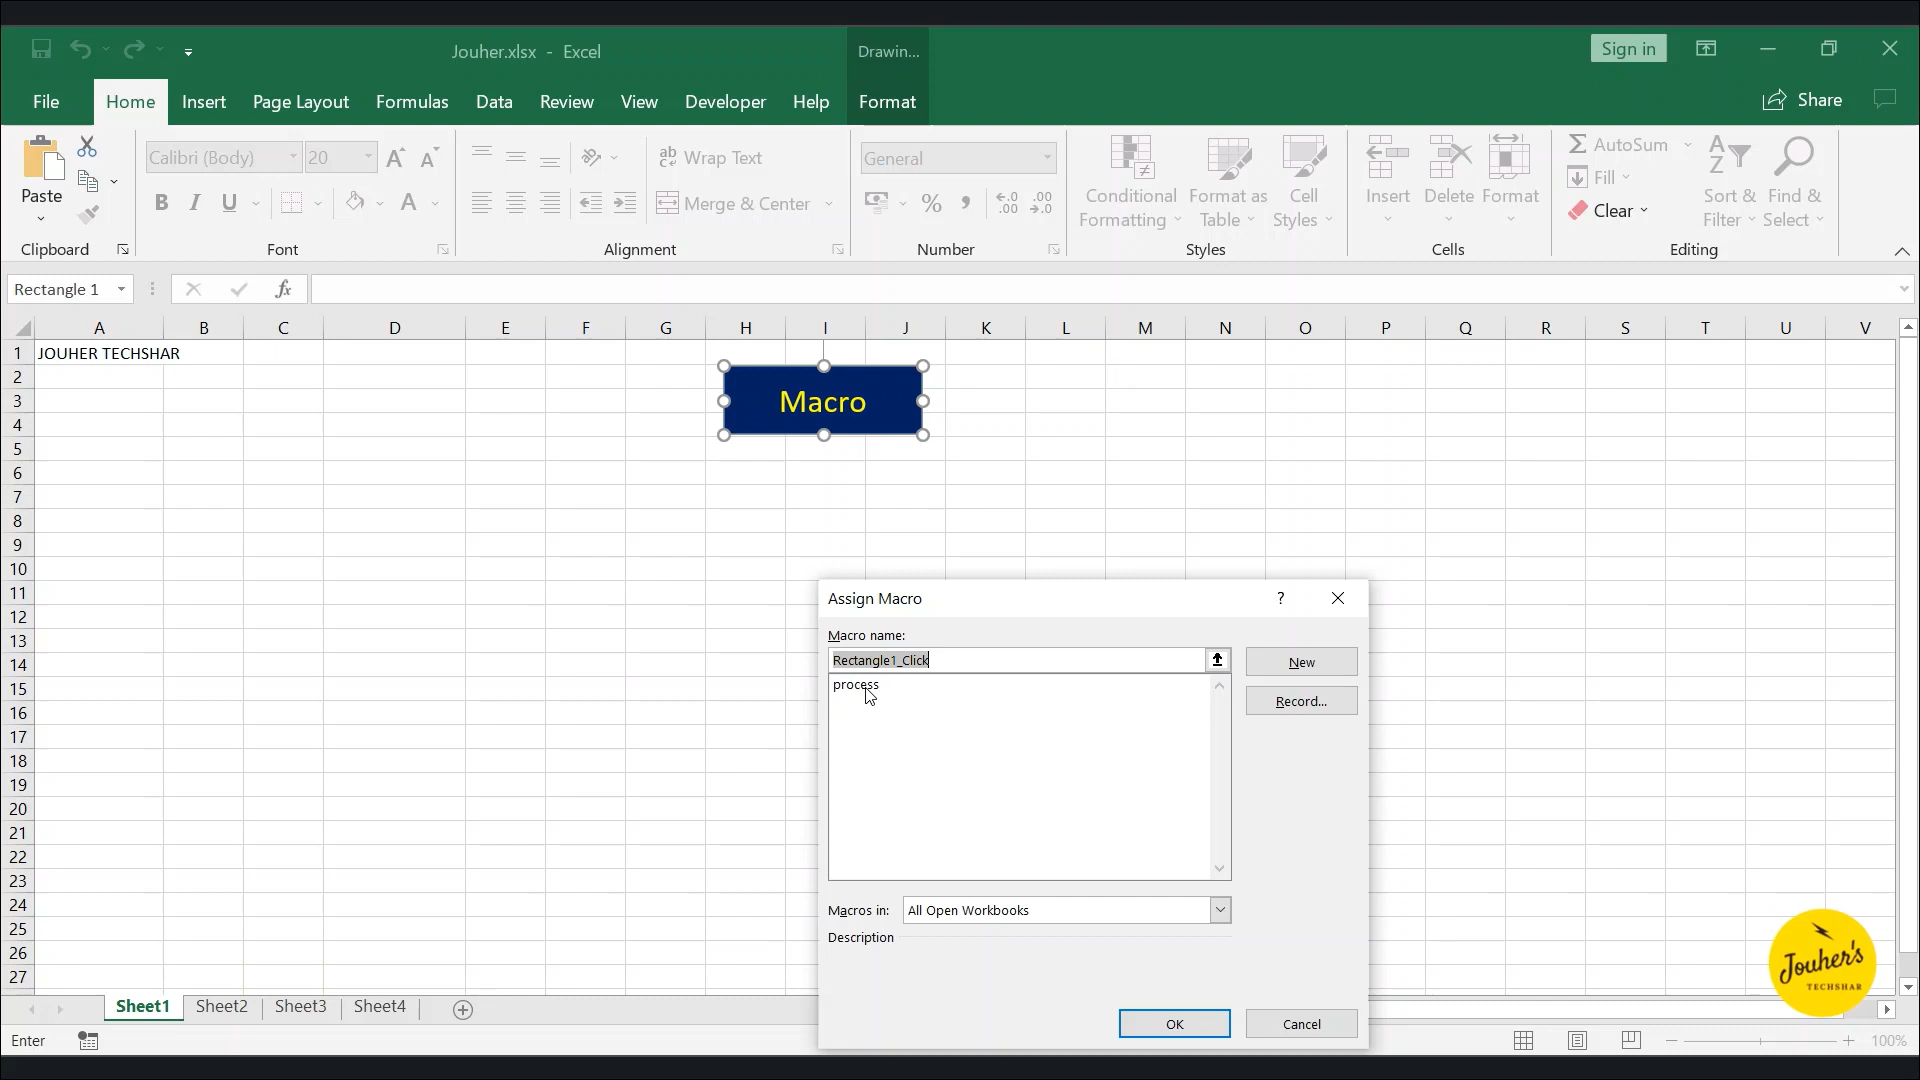 Jouher.xlsx - Excel
Drawin...
Sign in
File Home Insert Page Layout Formulas Data Review View Developer Help Format
Share
Paste
Clipboard
Calibri (Body) 20
A A
B I U A
Font
ab Wrap Text
Merge & Center
Alignment
General
% ,
Number
Conditional Formatting
Format as Table
Cell Styles
Styles
Insert Delete Format
Cells
AutoSum
Fill
Clear
Sort & Filter
Find & Select
Editing
Rectangle 1
fx
A B C D E F G H I J K L M N O P Q R S T U V
1 JOUHER TECHSHAR
2
3
4
5
6
7
8
9
10
11
12
13
14
15
16
17
18
19
20
21
22
23
24
25
26
27
Macro
Assign Macro ?
Macro name:
Rectangle1_Click
New
process
Record...
Macros in: All Open Workbooks
Description
OK Cancel
Jouher's
TECHSHAR
Sheet1 Sheet2 Sheet3 Sheet4
Enter
100%